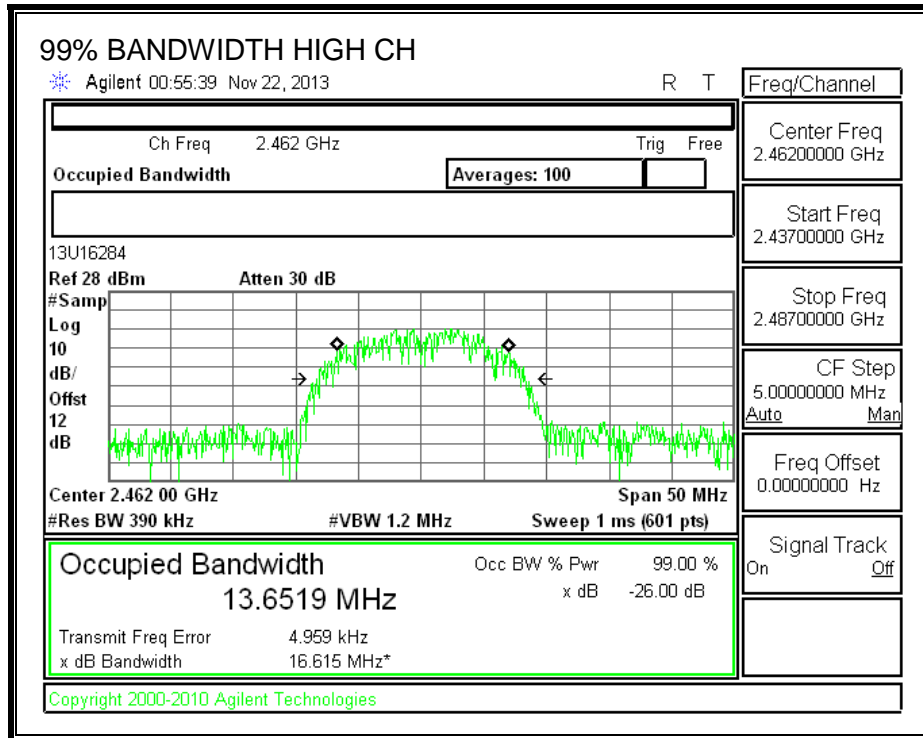 99% BANDWIDTH HIGH CH
Agilent 00:55:39 Nov 22, 2013 R T
Freq/Channel
Ch Freq 2.462 GHz Trig Free
Occupied Bandwidth Averages: 100
13U16284
Ref 28 dBm Atten 30 dB
#Samp
Log
10
dB/
Offst
12
dB
Center 2.462 00 GHz Span 50 MHz
#Res BW 390 kHz #VBW 1.2 MHz Sweep 1 ms (601 pts)
Occupied Bandwidth Occ BW % Pwr 99.00 %
13.6519 MHz x dB -26.00 dB
Transmit Freq Error 4.959 kHz
x dB Bandwidth 16.615 MHz*
Center Freq
2.46200000 GHz
Start Freq
2.43700000 GHz
Stop Freq
2.48700000 GHz
CF Step
5.00000000 MHz
Auto Man
Freq Offset
0.00000000 Hz
Signal Track
On Off
Copyright 2000-2010 Agilent Technologies